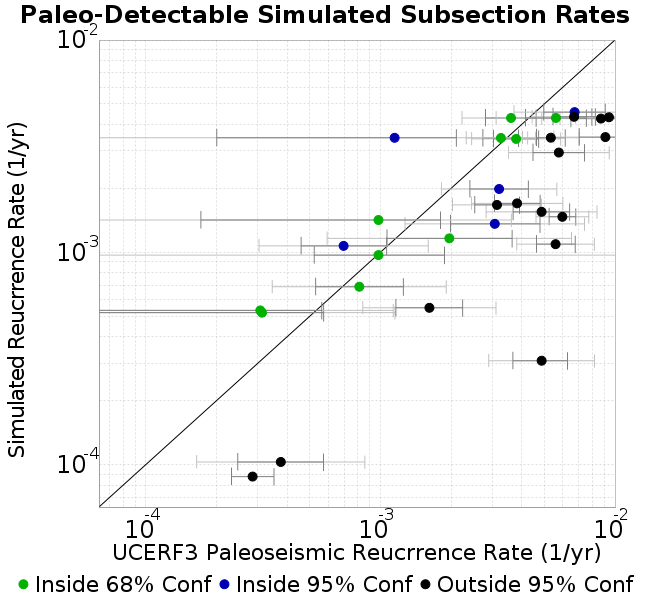 Paleo-Detectable Simulated Subsection Rates
10-2
10-3
10-4
Simulated Reucrrence Rate (1/yr)
10-4 10-3 10-2
UCERF3 Paleoseismic Reucrrence Rate (1/yr)
Inside 68% Conf Inside 95% Conf Outside 95% Conf